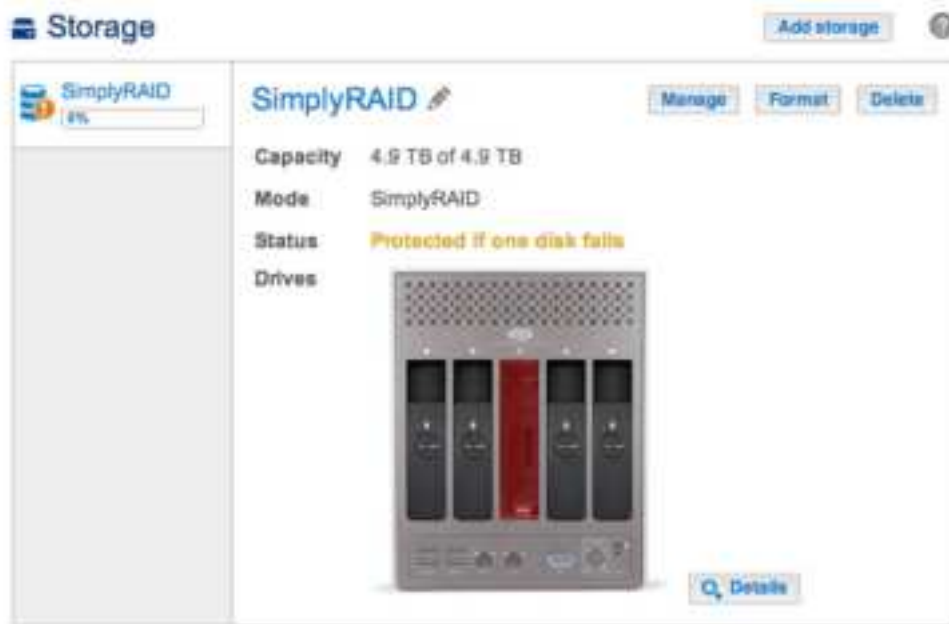 Storage
Add storage
SimplyRAID
SimplyRAID
Manage
Format
Delete
Capacity 4.9 TB of 4.9 TB
Mode SimplyRAID
Status Protected if one disk fails
Drives
Details